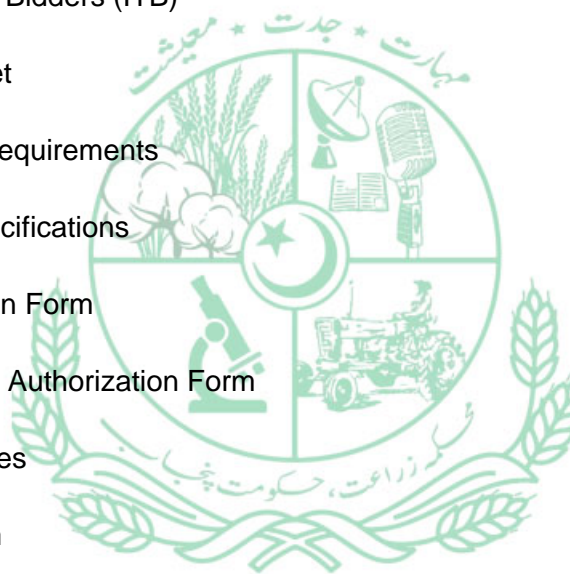 Bidders (ITB)
مہارت ٭ جدت ٭ معیشت
et
equirements
cifications
n Form
Authorization Form
محکمہ زراعت، حکومت پنجاب
es
n